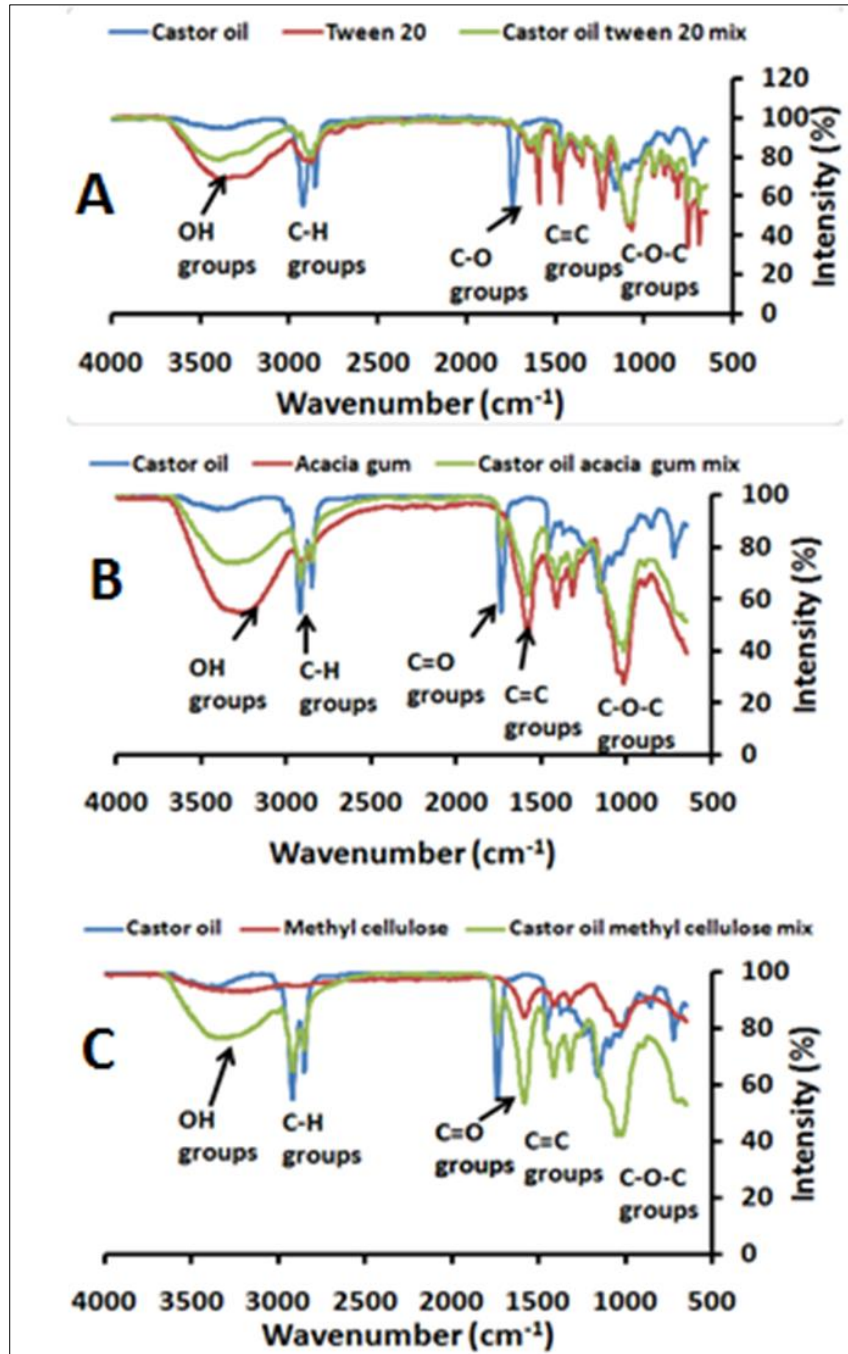 Castor oil Tween 20 Castor oil tween 20 mix
120
100
80
60
40
20
0
Intensity (%)
A
OH
groups
C-H
groups
C-O
groups
C=C
groups
C-O-C
groups
4000 3500 3000 2500 2000 1500 1000 500
Wavenumber (cm-1)
Castor oil Acacia gum Castor oil acacia gum mix
100
80
60
40
20
0
Intensity (%)
B
OH
groups
C-H
groups
C=O
groups
C=C
groups
C-O-C
groups
4000 3500 3000 2500 2000 1500 1000 500
Wavenumber (cm-1)
Castor oil Methyl cellulose Castor oil methyl cellulose mix
100
80
60
40
20
0
Intensity (%)
C
OH
groups
C-H
groups
C=O
groups
C=C
groups
C-O-C
groups
4000 3500 3000 2500 2000 1500 1000 500
Wavenumber (cm-1)